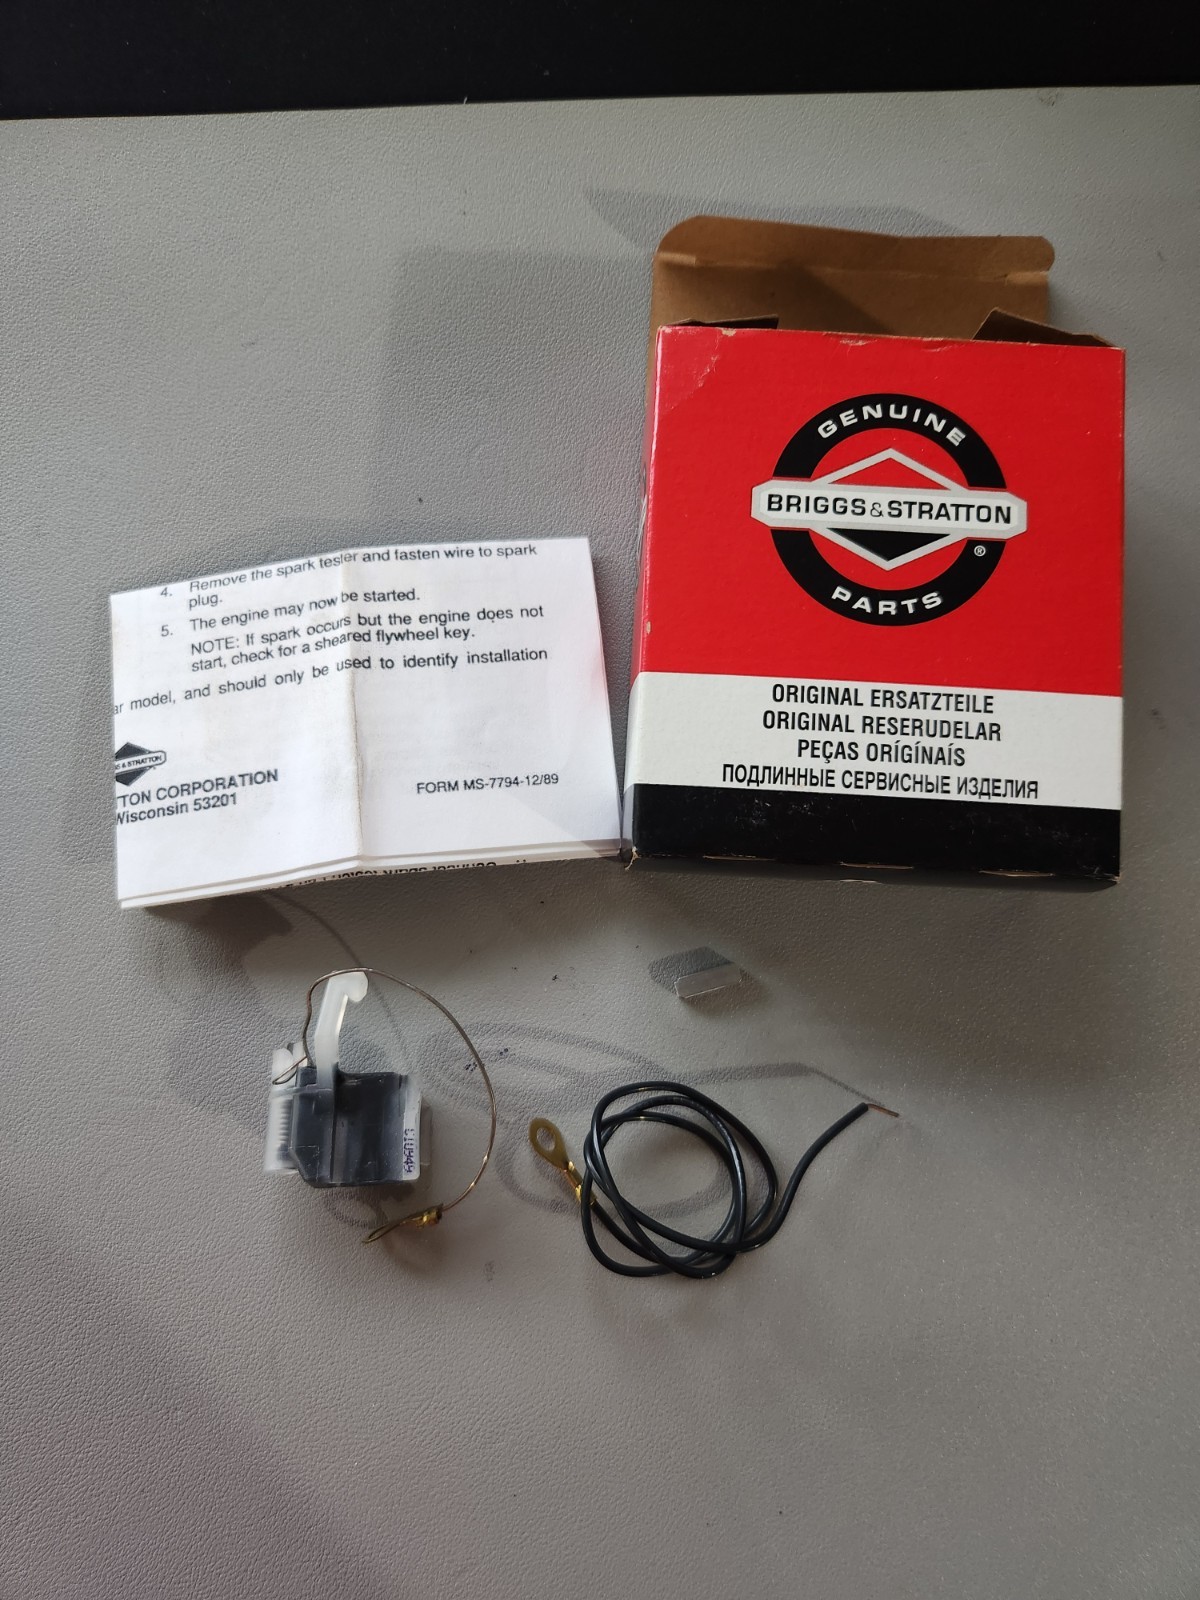 GENUINE
BRIGGS & STRATTON
®
PARTS
ORIGINAL ERSATZTEILE
ORIGINAL RESERUDELAR
PEÇAS ORÍGÍNAÍS
ПОДЛИННЫЕ СЕРВИСНЫЕ ИЗДЕЛИЯ
4. Remove the spark tester and fasten wire to spark
plug.
5. The engine may now be started.
NOTE: If spark occurs but the engine does not
start, check for a sheared flywheel key.
model, and should only be used to identify installation
& STRATTON
TON CORPORATION
Wisconsin 53201
FORM MS-7794-12/89